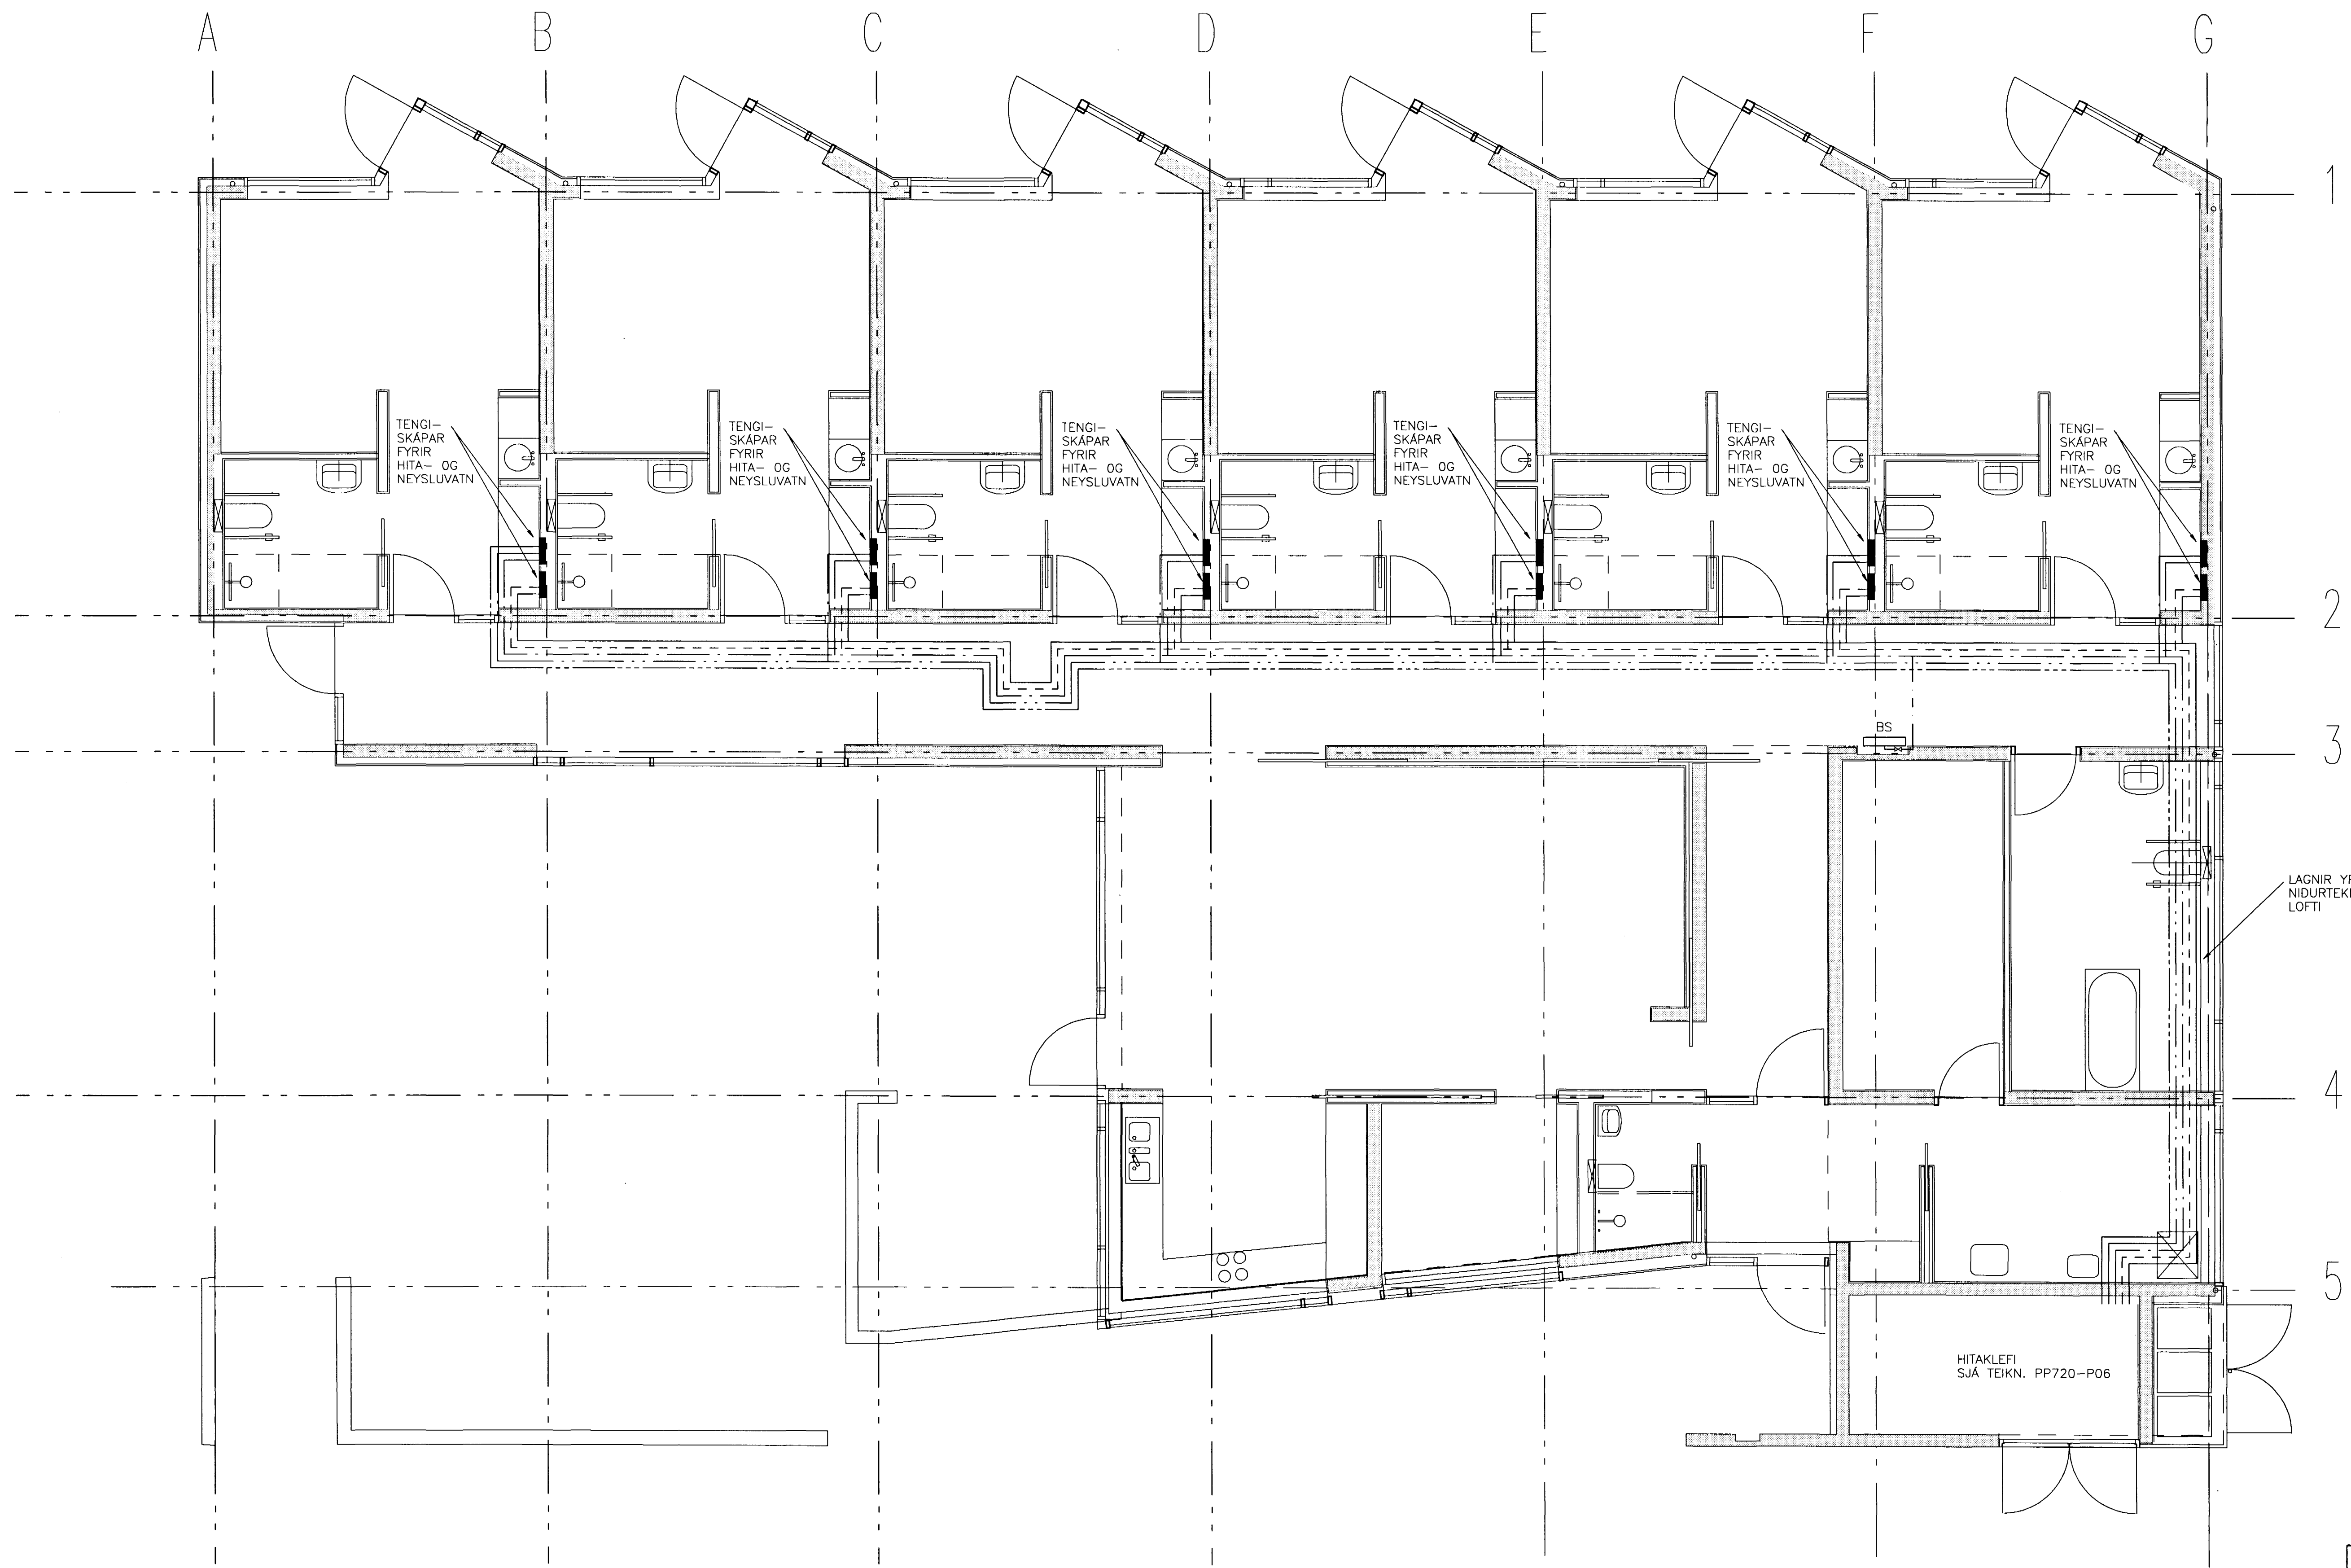 A
B
C
D
E
F
G
1
TENGI-
SKÁPAR
FYRIR
HITA- OG
NEYSLUVATN
TENGI-
SKÁPAR
FYRIR
HITA- OG
NEYSLUVATN
TENGI-
SKÁPAR
FYRIR
HITA- OG
NEYSLUVATN
TENGI-
SKÁPAR
FYRIR
HITA- OG
NEYSLUVATN
TENGI-
SKÁPAR
FYRIR
HITA- OG
NEYSLUVATN
TENGI-
SKÁPAR
FYRIR
HITA- OG
NEYSLUVATN
2
BS
3
LAGNIR
LOFTI
4
5
HITAKLEFI
SJÁ TEIKN. PP720-P06